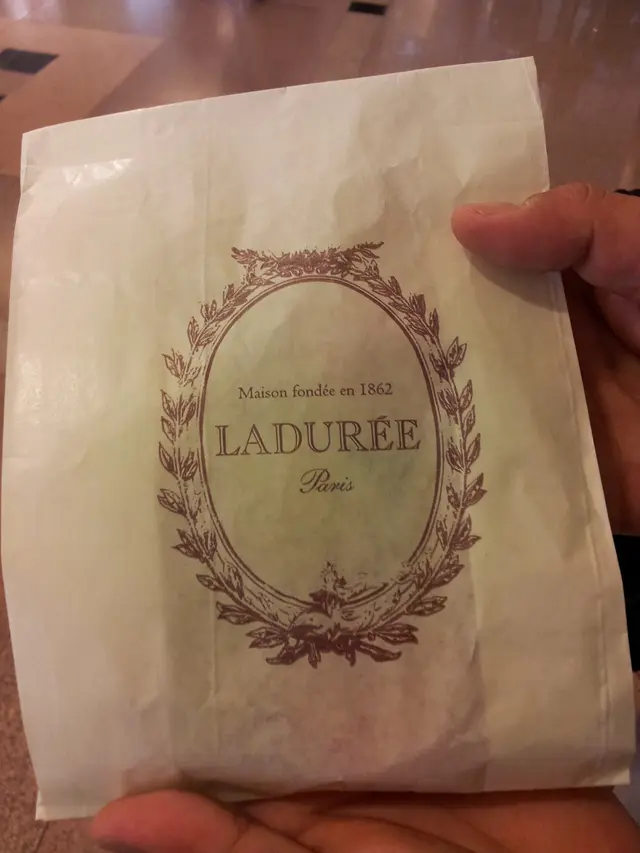 Maison fondée en 1862
LADURÉE
Paris